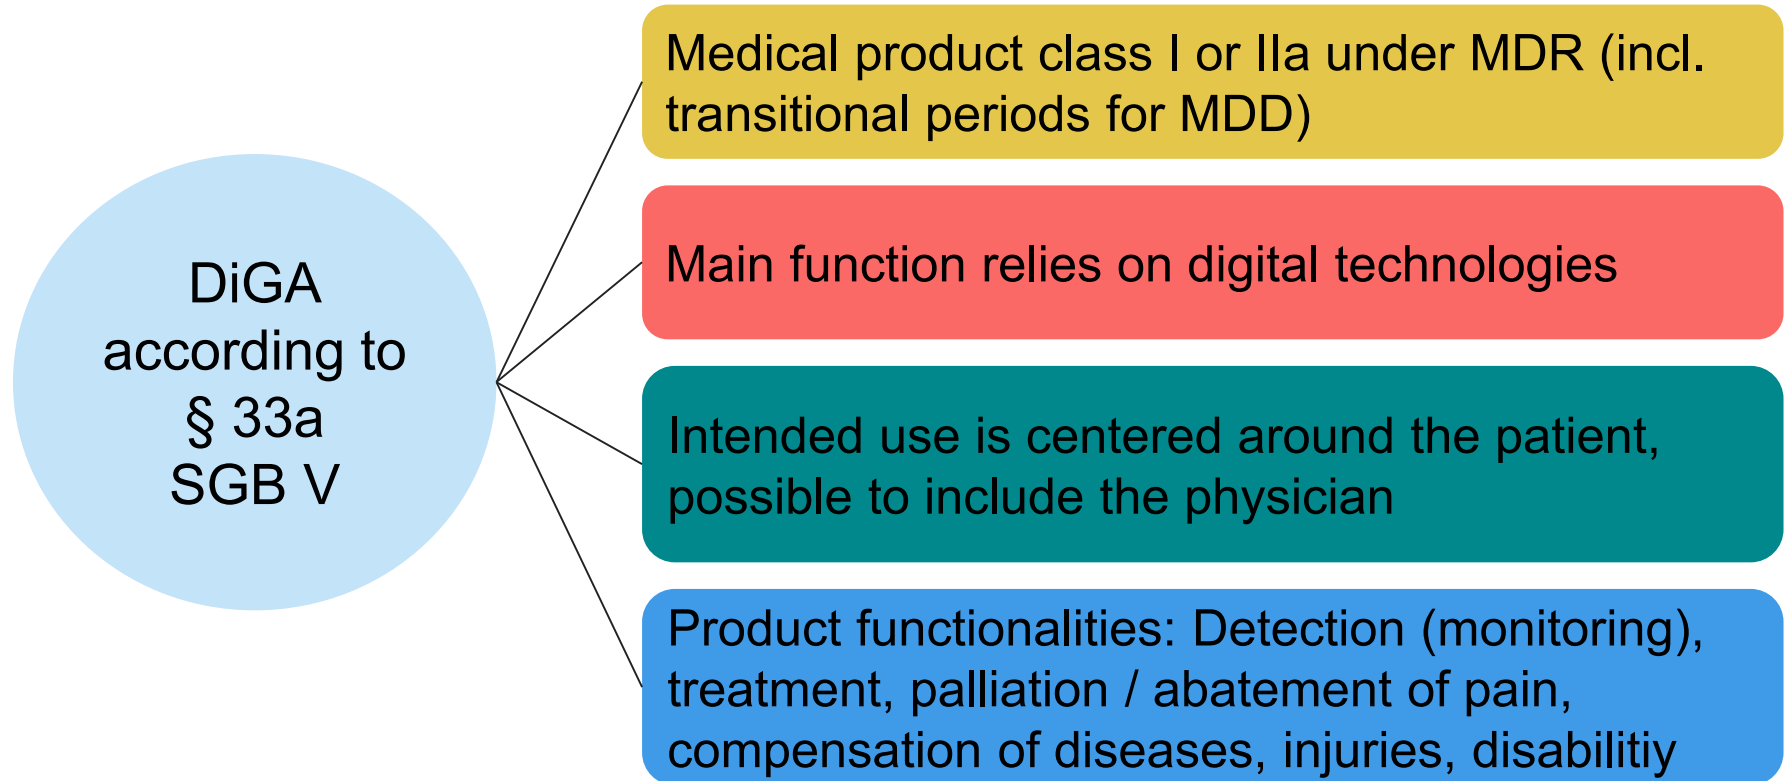 DiGA
according to
§ 33a
SGB V
Medical product class I or IIa under MDR (incl.
transitional periods for MDD)
Main function relies on digital technologies
Intended use is centered around the patient,
possible to include the physician
Product functionalities: Detection (monitoring),
treatment, palliation / abatement of pain,
compensation of diseases, injuries, disabilitiy